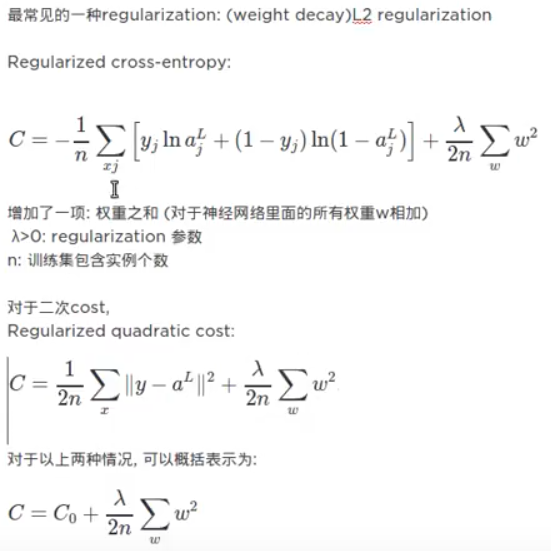 最常见的一种regularization: (weight decay)L2 regularization
Regularized cross-entropy:
C = -\frac{1}{n} \sum_{xj} \left[ y_j \ln a_j^L + (1 - y_j) \ln(1 - a_j^L) \right] + \frac{\lambda}{2n} \sum_w w^2
增加了一项: 权重之和 (对于神经网络里面的所有权重w相加)
λ>0: regularization 参数
n: 训练集包含实例个数
对于二次cost,
Regularized quadratic cost:
C = \frac{1}{2n} \sum_x \|y - a^L\|^2 + \frac{\lambda}{2n} \sum_w w^2
对于以上两种情况, 可以概括表示为:
C = C_0 + \frac{\lambda}{2n} \sum_w w^2